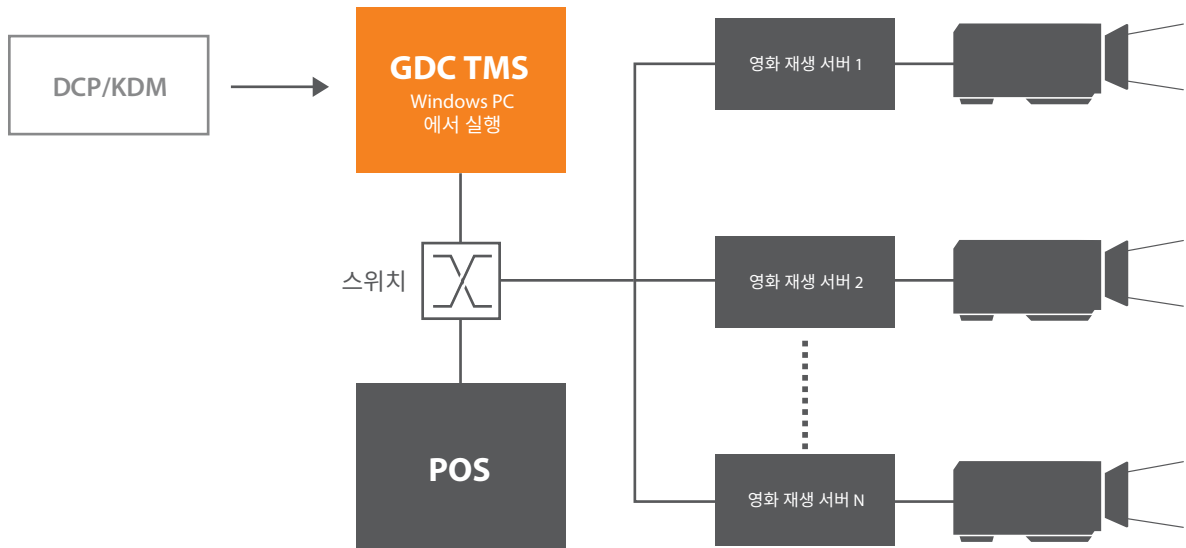 DCP/KDM
GDC TMS
Windows PC
에서 실행
스위치
POS
영화 재생 서버 1
영화 재생 서버 2
영화 재생 서버 N